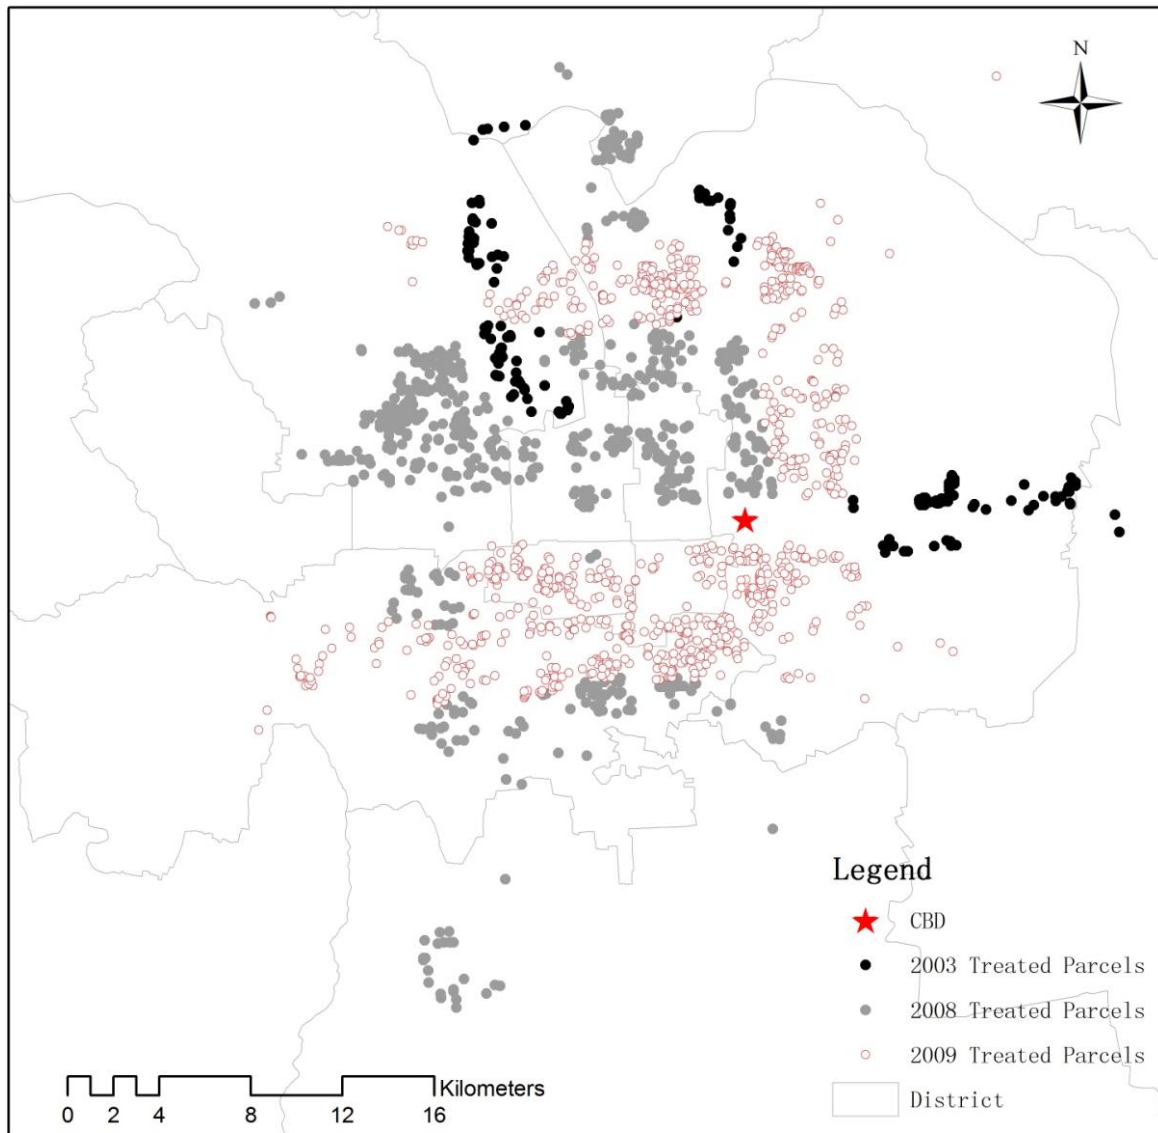 N
Legend
CBD
2003 Treated Parcels
2008 Treated Parcels
2009 Treated Parcels
District
Kilometers
0 2 4 8 12 16